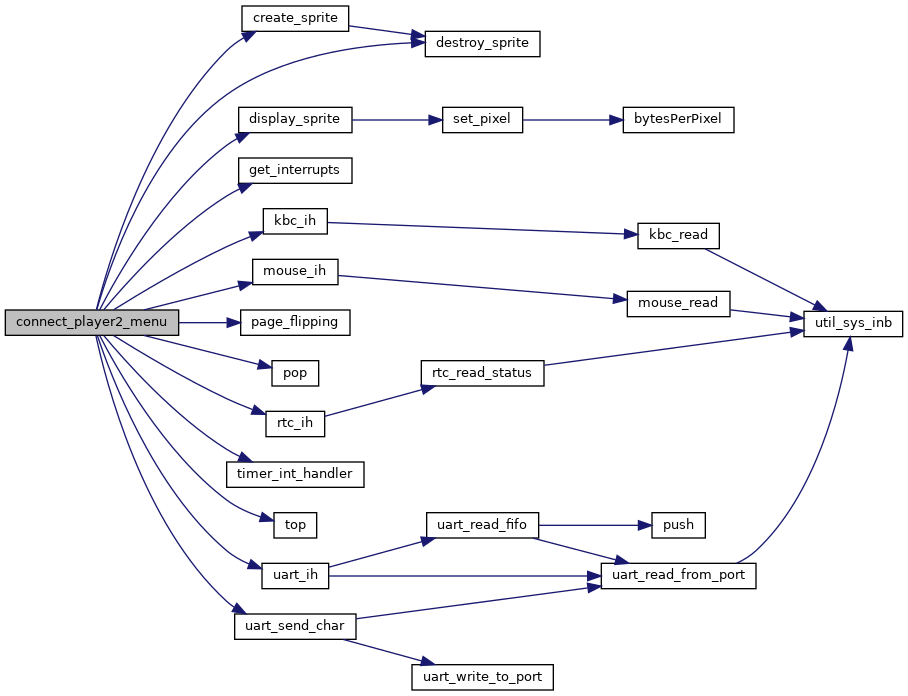 create_sprite
destroy_sprite
display_sprite
set_pixel
bytesPerPixel
get_interrupts
kbc_ih
kbc_read
mouse_ih
mouse_read
connect_player2_menu
page_flipping
util_sys_inb
pop
rtc_read_status
rtc_ih
timer_int_handler
top
uart_read_fifo
push
uart_ih
uart_read_from_port
uart_send_char
uart_write_to_port